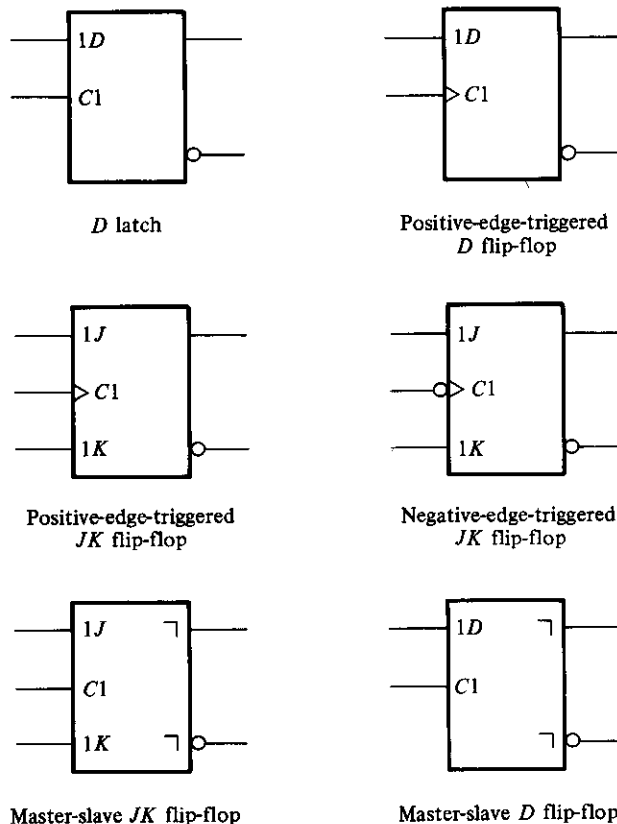 1D
C1
D latch
1D
C1
Positive-edge-triggered
D flip-flop
1J
C1
1K
Positive-edge-triggered
JK flip-flop
1J
C1
1K
Negative-edge-triggered
JK flip-flop
1J
C1
1K
Master-slave JK flip-flop
1D
C1
Master-slave D flip-flop